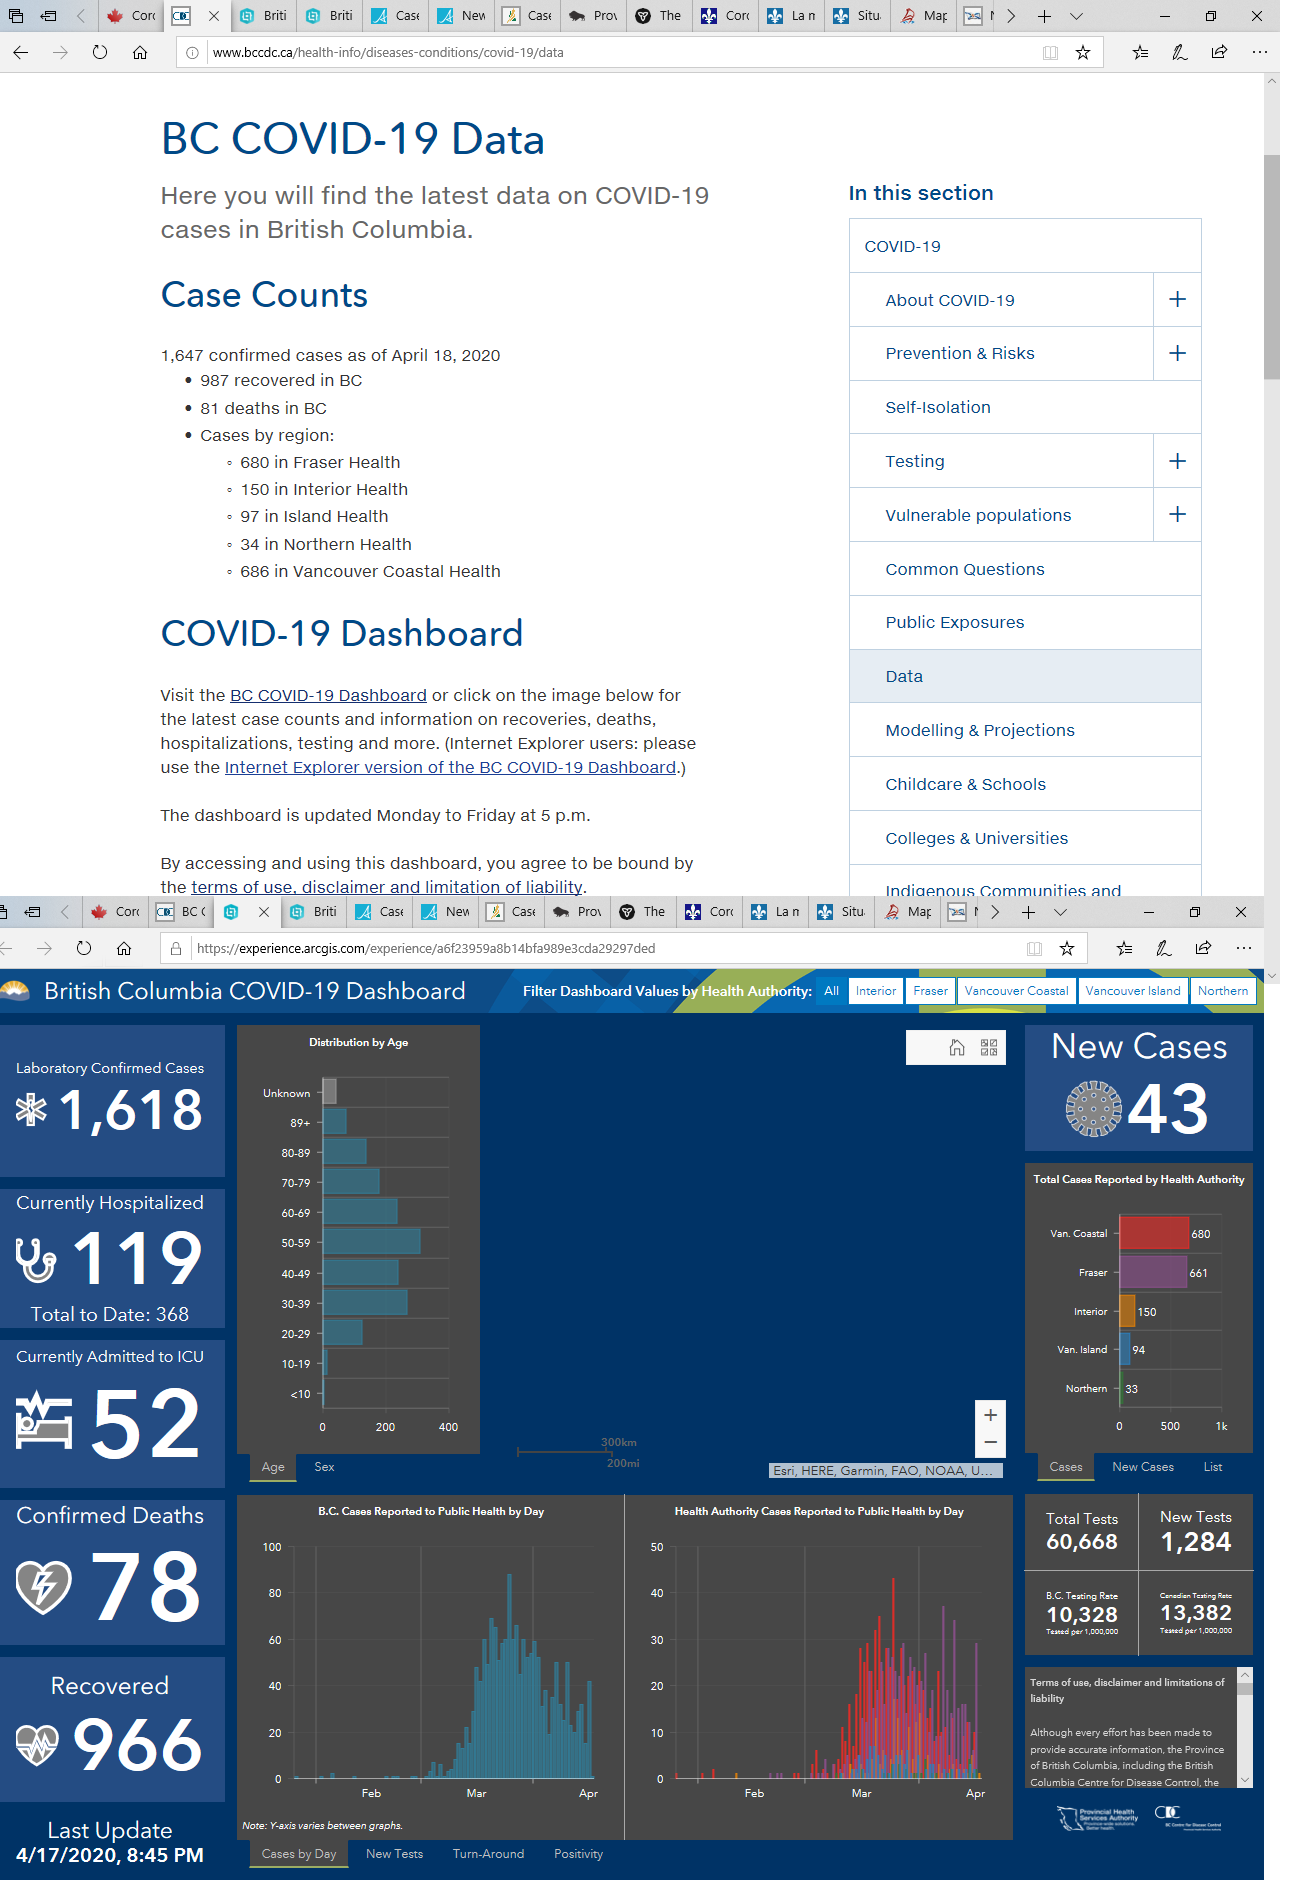 Corc
Briti
Briti
Case
New
Case
Prov
The
Corc
La n
Situ
Map
www.bccdc.ca/health-info/diseases-conditions/covid-19/data
BC COVID-19 Data
Here you will find the latest data on COVID-19
cases in British Columbia.
Case Counts
1,647 confirmed cases as of April 18, 2020
• 987 recovered in BC
• 81 deaths in BC
• Cases by region:
◦ 680 in Fraser Health
◦ 150 in Interior Health
◦ 97 in Island Health
◦ 34 in Northern Health
◦ 686 in Vancouver Coastal Health
COVID-19 Dashboard
Visit the BC COVID-19 Dashboard or click on the image below for
the latest case counts and information on recoveries, deaths,
hospitalizations, testing and more. (Internet Explorer users: please
use the Internet Explorer version of the BC COVID-19 Dashboard.)
The dashboard is updated Monday to Friday at 5 p.m.
By accessing and using this dashboard, you agree to be bound by
the terms of use, disclaimer and limitation of liability.
In this section
COVID-19
About COVID-19 +
Prevention & Risks +
Self-Isolation
Testing +
Vulnerable populations +
Common Questions
Public Exposures
Data
Modelling & Projections
Childcare & Schools
Colleges & Universities
Indigenous Communities and
Corc
BC C
Briti
Case
New
Case
Prov
The
Corc
La n
Situ
Map
https://experience.arcgis.com/experience/a6f23959a8b14bfa989e3cda29297ded
British Columbia COVID-19 Dashboard
Filter Dashboard Values by Health Authority: All Interior Fraser Vancouver Coastal Vancouver Island Northern
Laboratory Confirmed Cases
1,618
Currently Hospitalized
119
Total to Date: 368
Currently Admitted to ICU
52
Confirmed Deaths
78
Recovered
966
Last Update
4/17/2020, 8:45 PM
Distribution by Age
Unknown
89+
80-89
70-79
60-69
50-59
40-49
30-39
20-29
10-19
<10
0 200 400
Age Sex
300km
200mi
+
−
Esri, HERE, Garmin, FAO, NOAA, U...
New Cases
43
Total Cases Reported by Health Authority
Van. Coastal 680
Fraser 661
Interior 150
Van. Island 94
Northern 33
0 500 1k
Cases New Cases List
B.C. Cases Reported to Public Health by Day
100
80
60
40
20
0
Feb Mar Apr
Note: Y-axis varies between graphs.
Health Authority Cases Reported to Public Health by Day
50
40
30
20
10
0
Feb Mar Apr
Cases by Day New Tests Turn-Around Positivity
Total Tests
60,668
New Tests
1,284
B.C. Testing Rate
10,328
Tested per 1,000,000
Canadian Testing Rate
13,382
Tested per 1,000,000
Terms of use, disclaimer and limitations of
liability
Although every effort has been made to
provide accurate information, the Province
of British Columbia, including the British
Columbia Centre for Disease Control, the
Provincial Health
Services Authority
Province-wide solutions.
Better health.
BC Centre for Disease Control